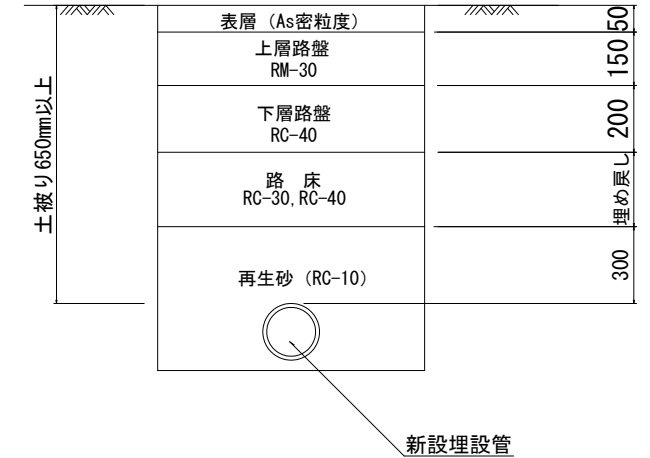 表層（As密粒度）
50
上層路盤
RM-30
150
下層路盤
RC-40
200
土被り650mm以上
路　床
RC-30,RC-40
埋め戻し
再生砂（RC-10）
300
新設埋設管